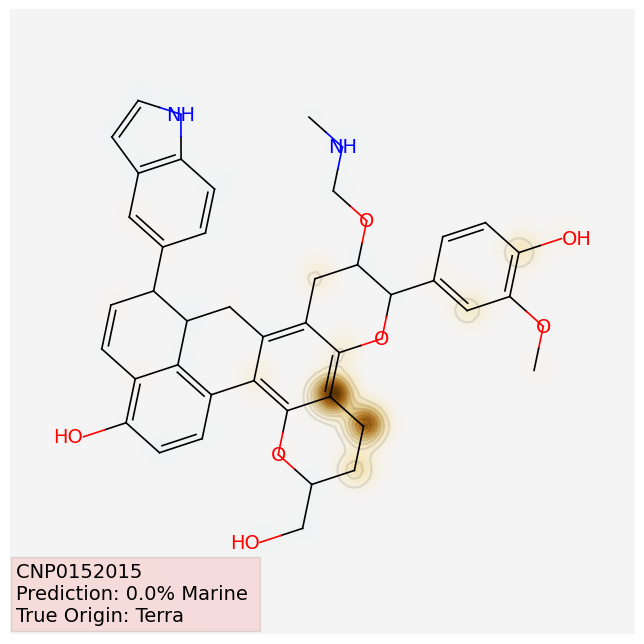 NH
NH
O
OH
O
O
HO
O
HO
CNP0152015
Prediction: 0.0% Marine
True Origin: Terra